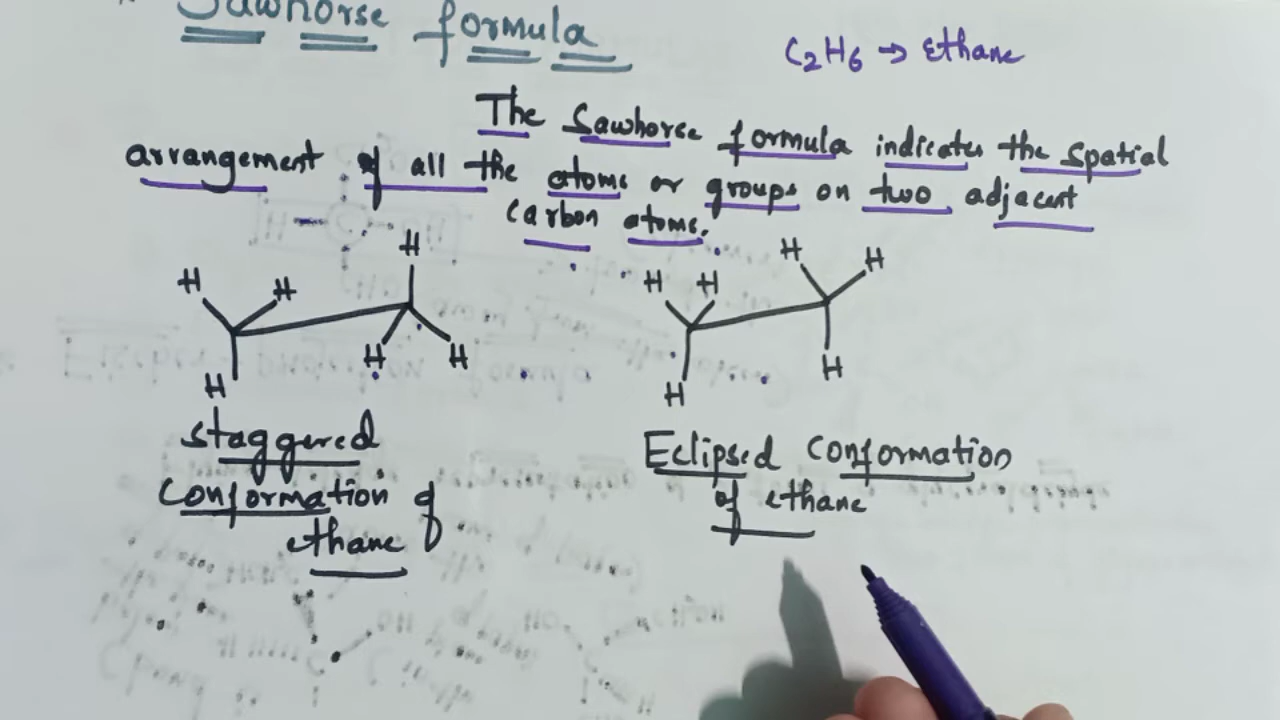 Sawhorse formula
C2H6 → Ethane
The Sawhorse formula indicates the spatial
arrangement of all the atoms or groups on two adjacent
carbon atoms.
H H H
H H H
H H H H
H H
Staggered
Conformation of
ethane
Eclipsed Conformation
of ethane